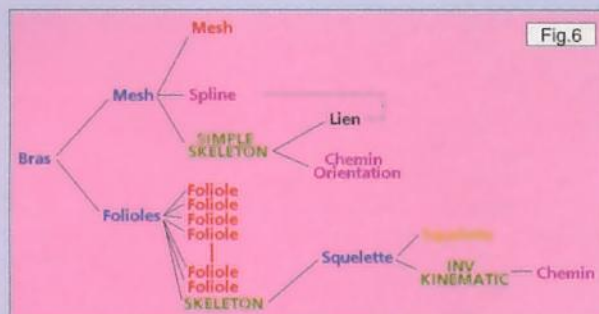 Fig.6
Mesh
Mesh
Spline
Lien
SIMPLE
SKELETON
Bras
Chemin
Orientation
Folioles
Foliole
Foliole
Foliole
Foliole
Foliole
Foliole
SKELETON
Squelette
Squelette
INV
KINEMATIC
Chemin